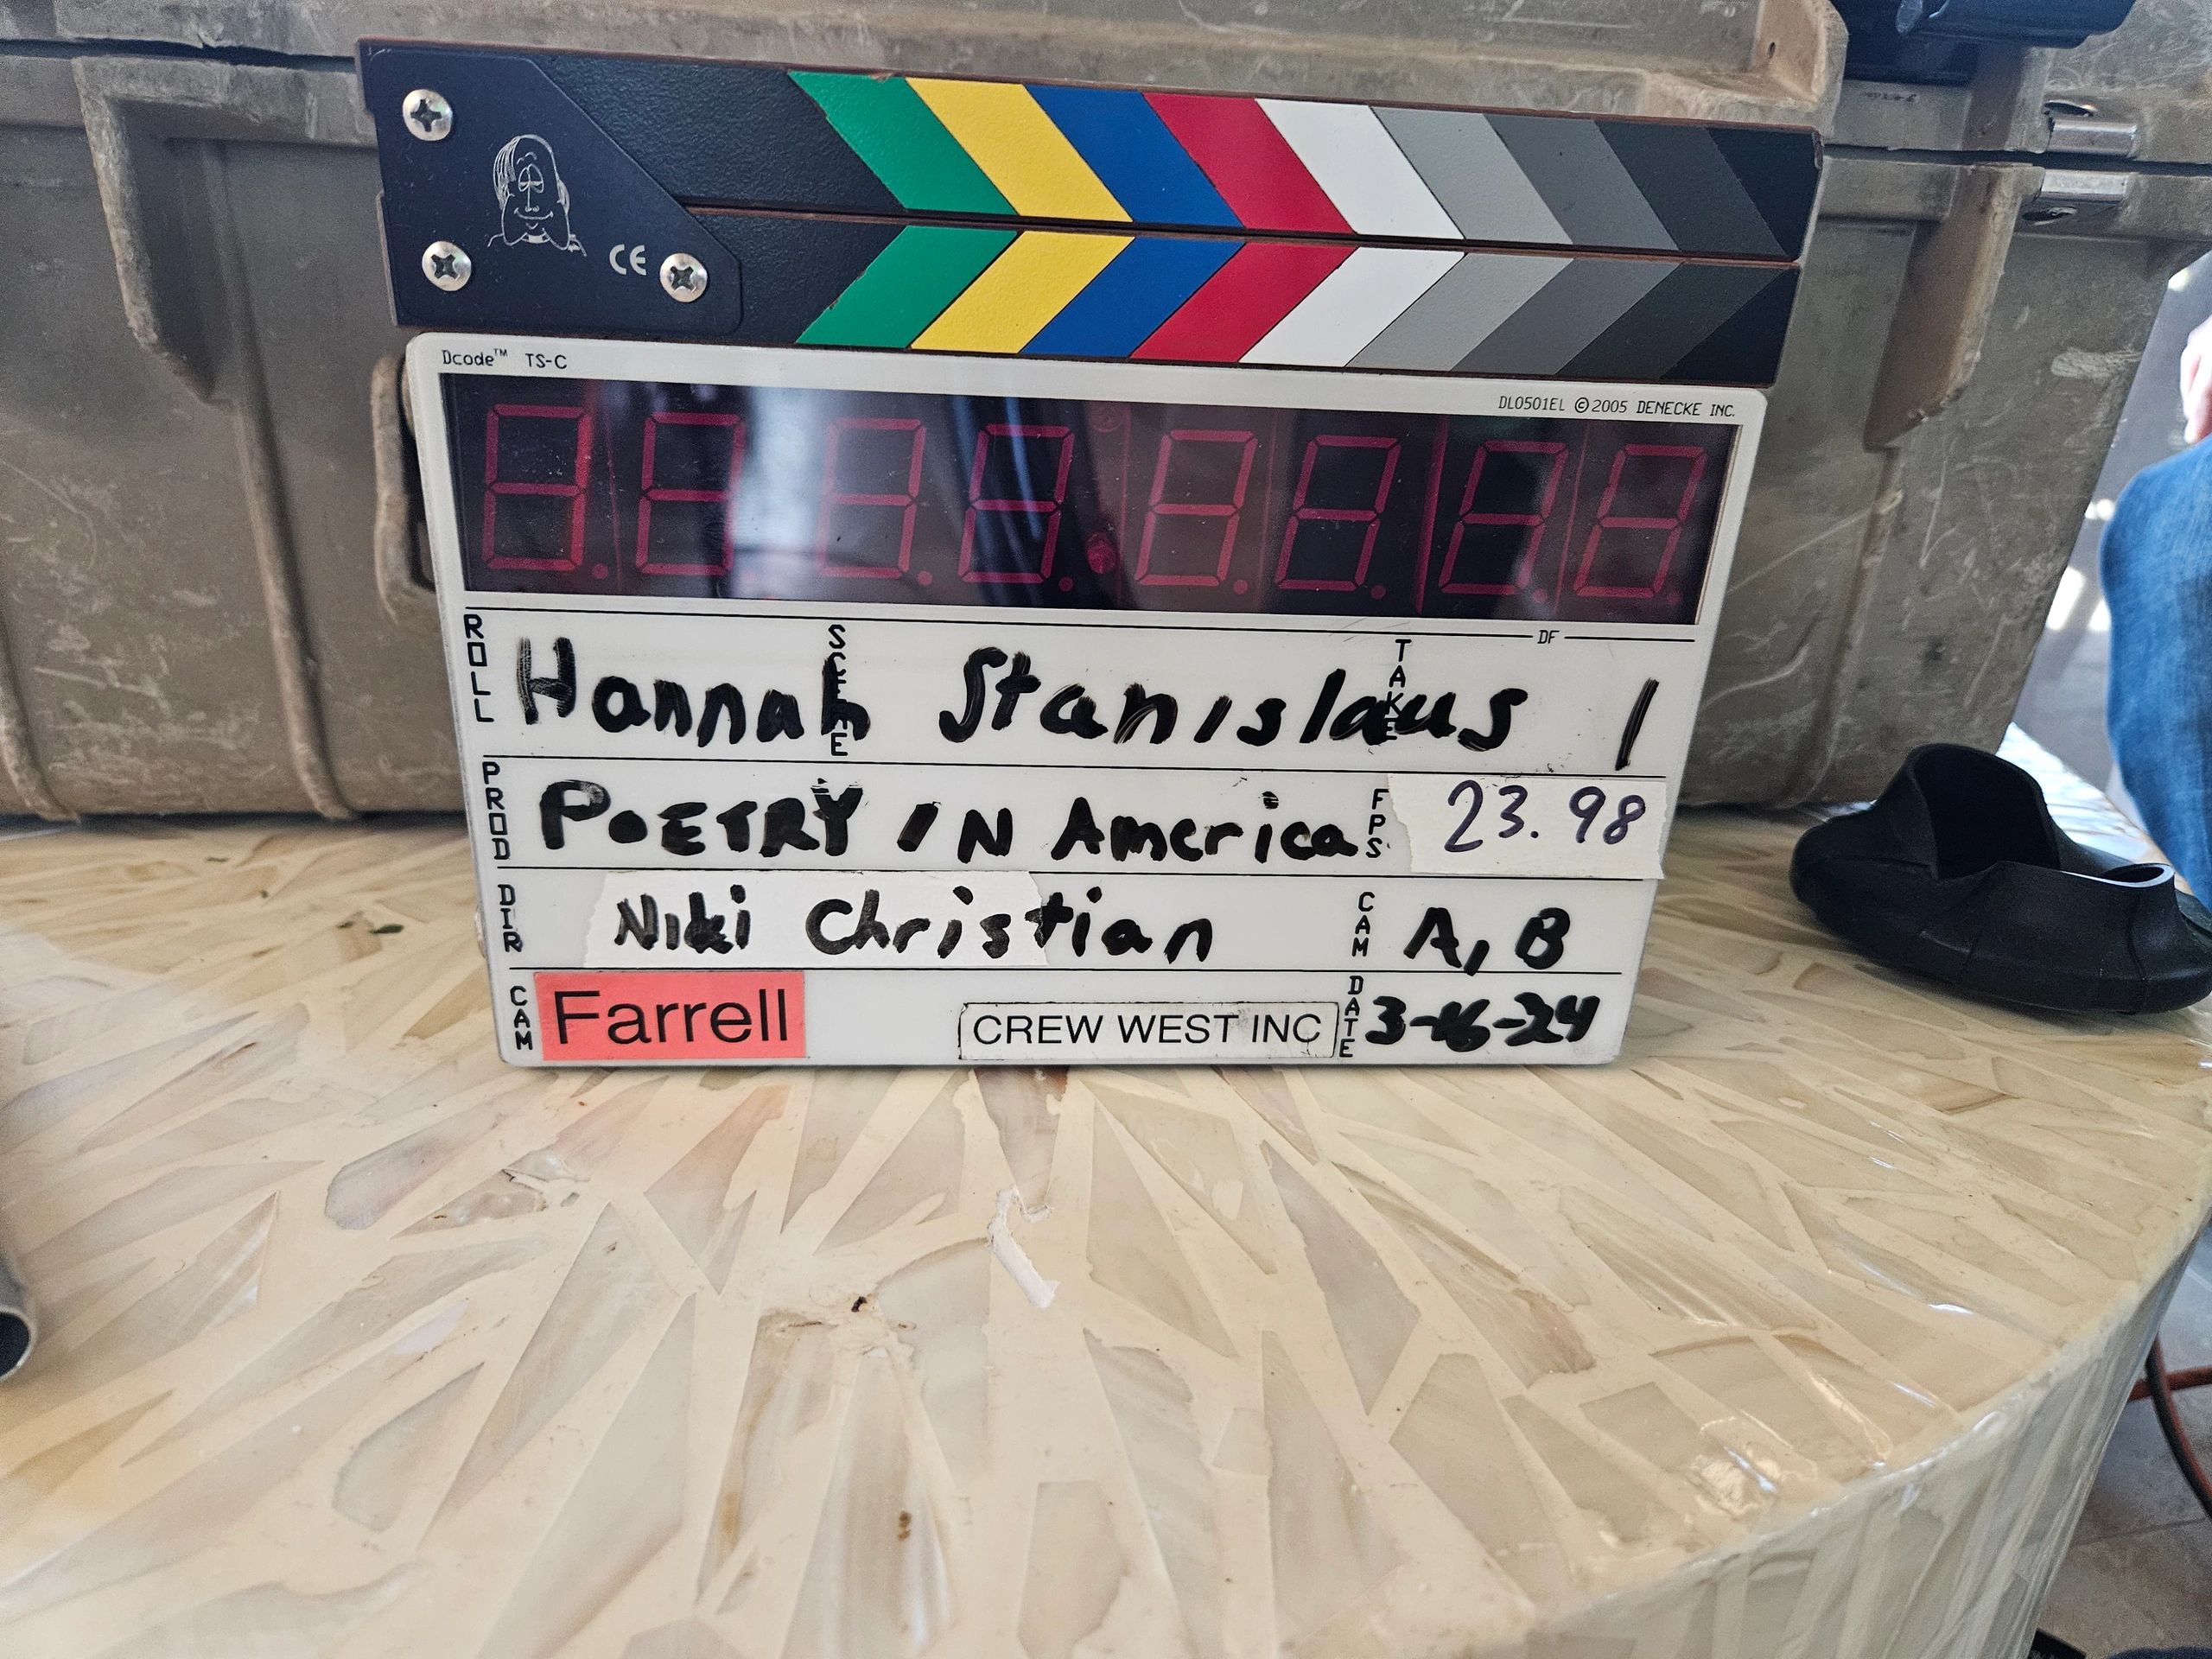 CE
Dcode™ TS-C
DL0501EL ©2005 DENECKE INC.
DF
ROLL Hannah SCENE Stanislaus TAKE 1
PROD POETRY IN America FPS 23.98
DIR Niki Christian CAM A, B
CAM Farrell CREW WEST INC DATE 3-16-24